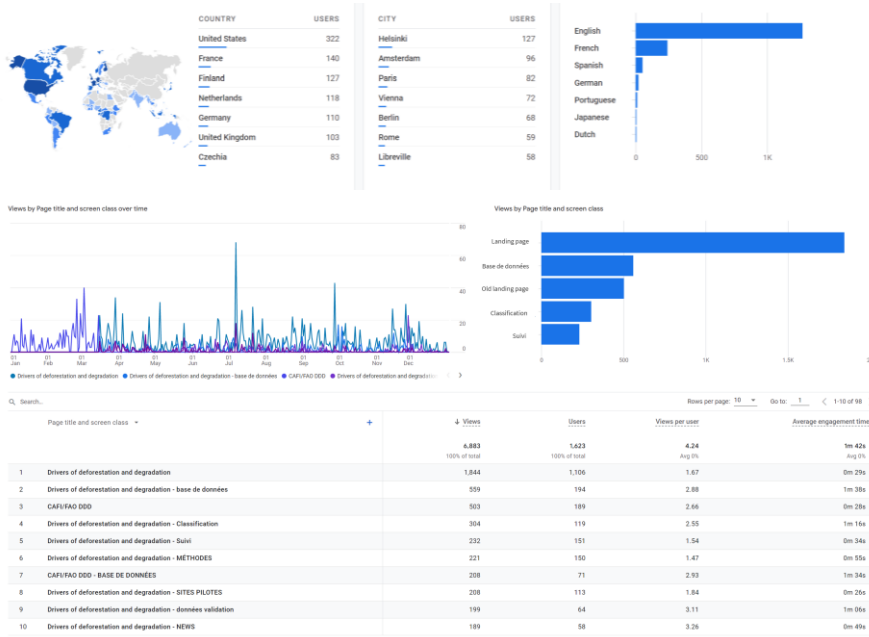 COUNTRY USERS
United States 322
France 140
Finland 127
Netherlands 118
Germany 110
United Kingdom 103
Czechia 83
CITY USERS
Helsinki 127
Amsterdam 96
Paris 82
Vienna 72
Berlin 68
Rome 59
Libreville 58
English
French
Spanish
German
Portuguese
Japanese
Dutch
0 500 1K
Views by Page title and screen class over time
80
60
40
20
0
01 Jan 01 Feb 01 Mar 01 Apr 01 May 01 Jun 01 Jul 01 Aug 01 Sep 01 Oct 01 Nov 01 Dec
Drivers of deforestation and degradation Drivers of deforestation and degradation - base de données CAFI/FAO DDD Drivers of deforestation and degradation
Views by Page title and screen class
Landing page
Base de données
Old landing page
Classification
Suivi
0 500 1K 1.5K 2
Search... Rows per page: 10 Go to: 1 < 1-10 of 98
Page title and screen class + ↓ Views Users Views per user Average engagement time
6,883 1,623 4.24 1m 42s
100% of total 100% of total Avg 0% Avg 0%
1 Drivers of deforestation and degradation 1,844 1,106 1.67 0m 29s
2 Drivers of deforestation and degradation - base de données 559 194 2.88 1m 38s
3 CAFI/FAO DDD 503 189 2.66 0m 28s
4 Drivers of deforestation and degradation - Classification 304 119 2.55 1m 16s
5 Drivers of deforestation and degradation - Suivi 232 151 1.54 0m 34s
6 Drivers of deforestation and degradation - MÉTHODES 221 150 1.47 0m 55s
7 CAFI/FAO DDD - BASE DE DONNÉES 208 71 2.93 1m 34s
8 Drivers of deforestation and degradation - SITES PILOTES 208 113 1.84 0m 26s
9 Drivers of deforestation and degradation - données validation 199 64 3.11 1m 06s
10 Drivers of deforestation and degradation - NEWS 189 58 3.26 0m 49s